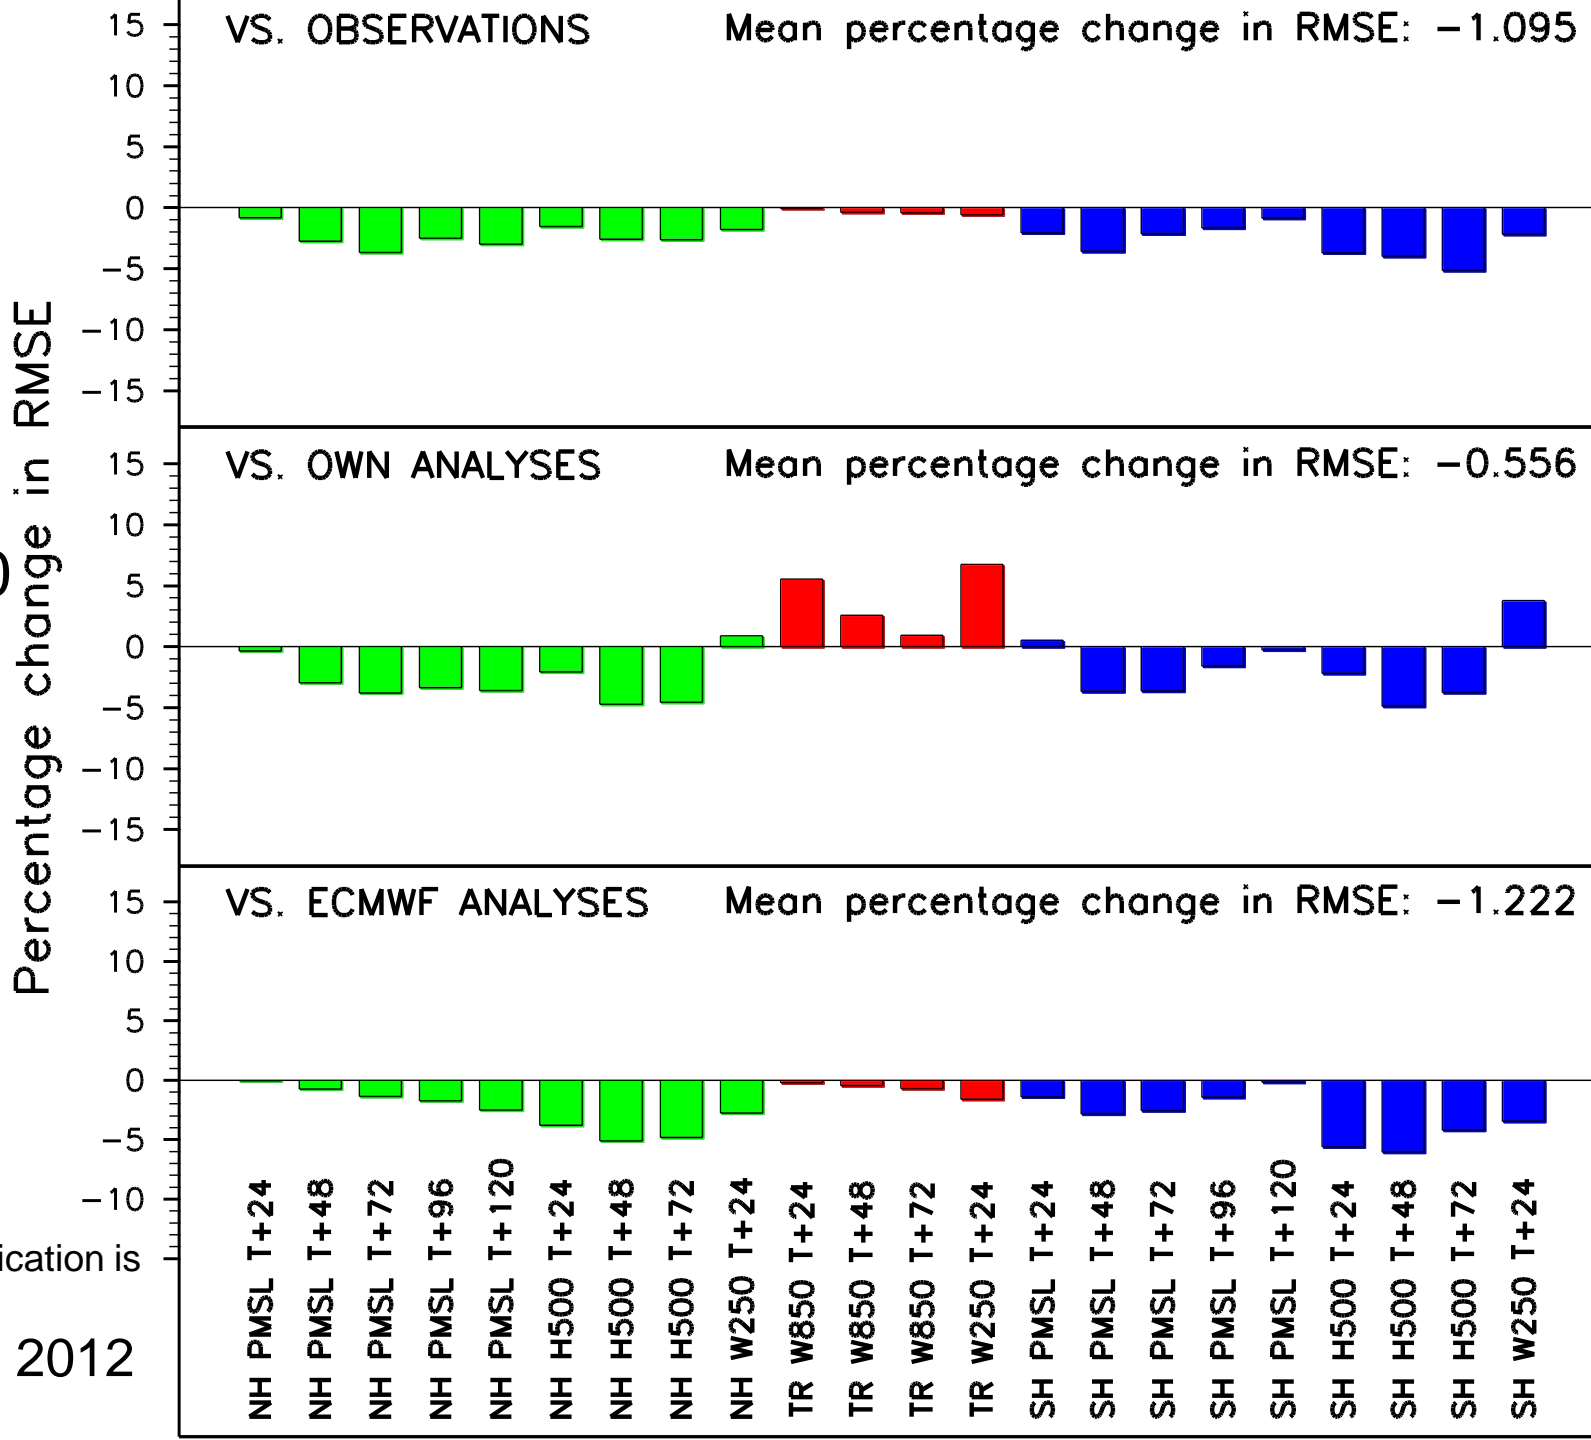 Percentage change in RMSE
VS. OBSERVATIONS Mean percentage change in RMSE: -1.095
15
10
5
0
-5
-10
-15
VS. OWN ANALYSES Mean percentage change in RMSE: -0.556
15
10
5
0
-5
-10
-15
VS. ECMWF ANALYSES Mean percentage change in RMSE: -1.222
15
10
5
0
-5
-10
NH PMSL T+24
NH PMSL T+48
NH PMSL T+72
NH PMSL T+96
NH PMSL T+120
NH H500 T+24
NH H500 T+48
NH H500 T+72
NH W250 T+24
TR W850 T+24
TR W850 T+48
TR W850 T+72
TR W250 T+24
SH PMSL T+24
SH PMSL T+48
SH PMSL T+72
SH PMSL T+96
SH PMSL T+120
SH H500 T+24
SH H500 T+48
SH H500 T+72
SH W250 T+24
ication is
2012